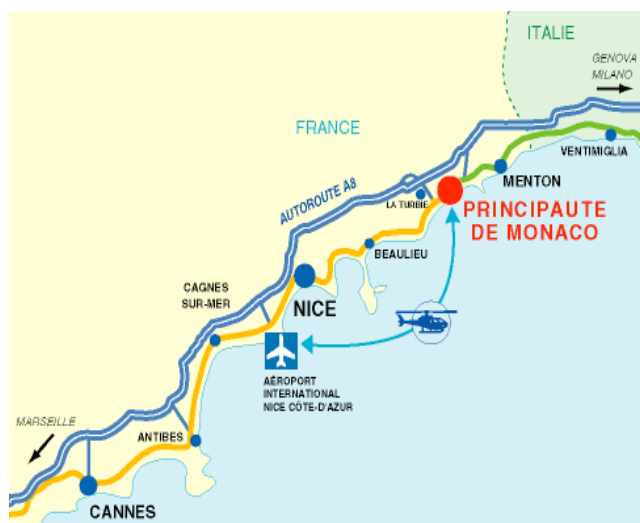 ITALIE
GENOVA
MILANO
FRANCE
VENTIMIGLIA
MENTON
AUTOROUTE A8
LA TURBIE
PRINCIPAUTE
DE MONACO
BEAULIEU
CAGNES
SUR-MER
NICE
AÉROPORT
INTERNATIONAL
NICE CÔTE-D'AZUR
MARSEILLE
ANTIBES
CANNES